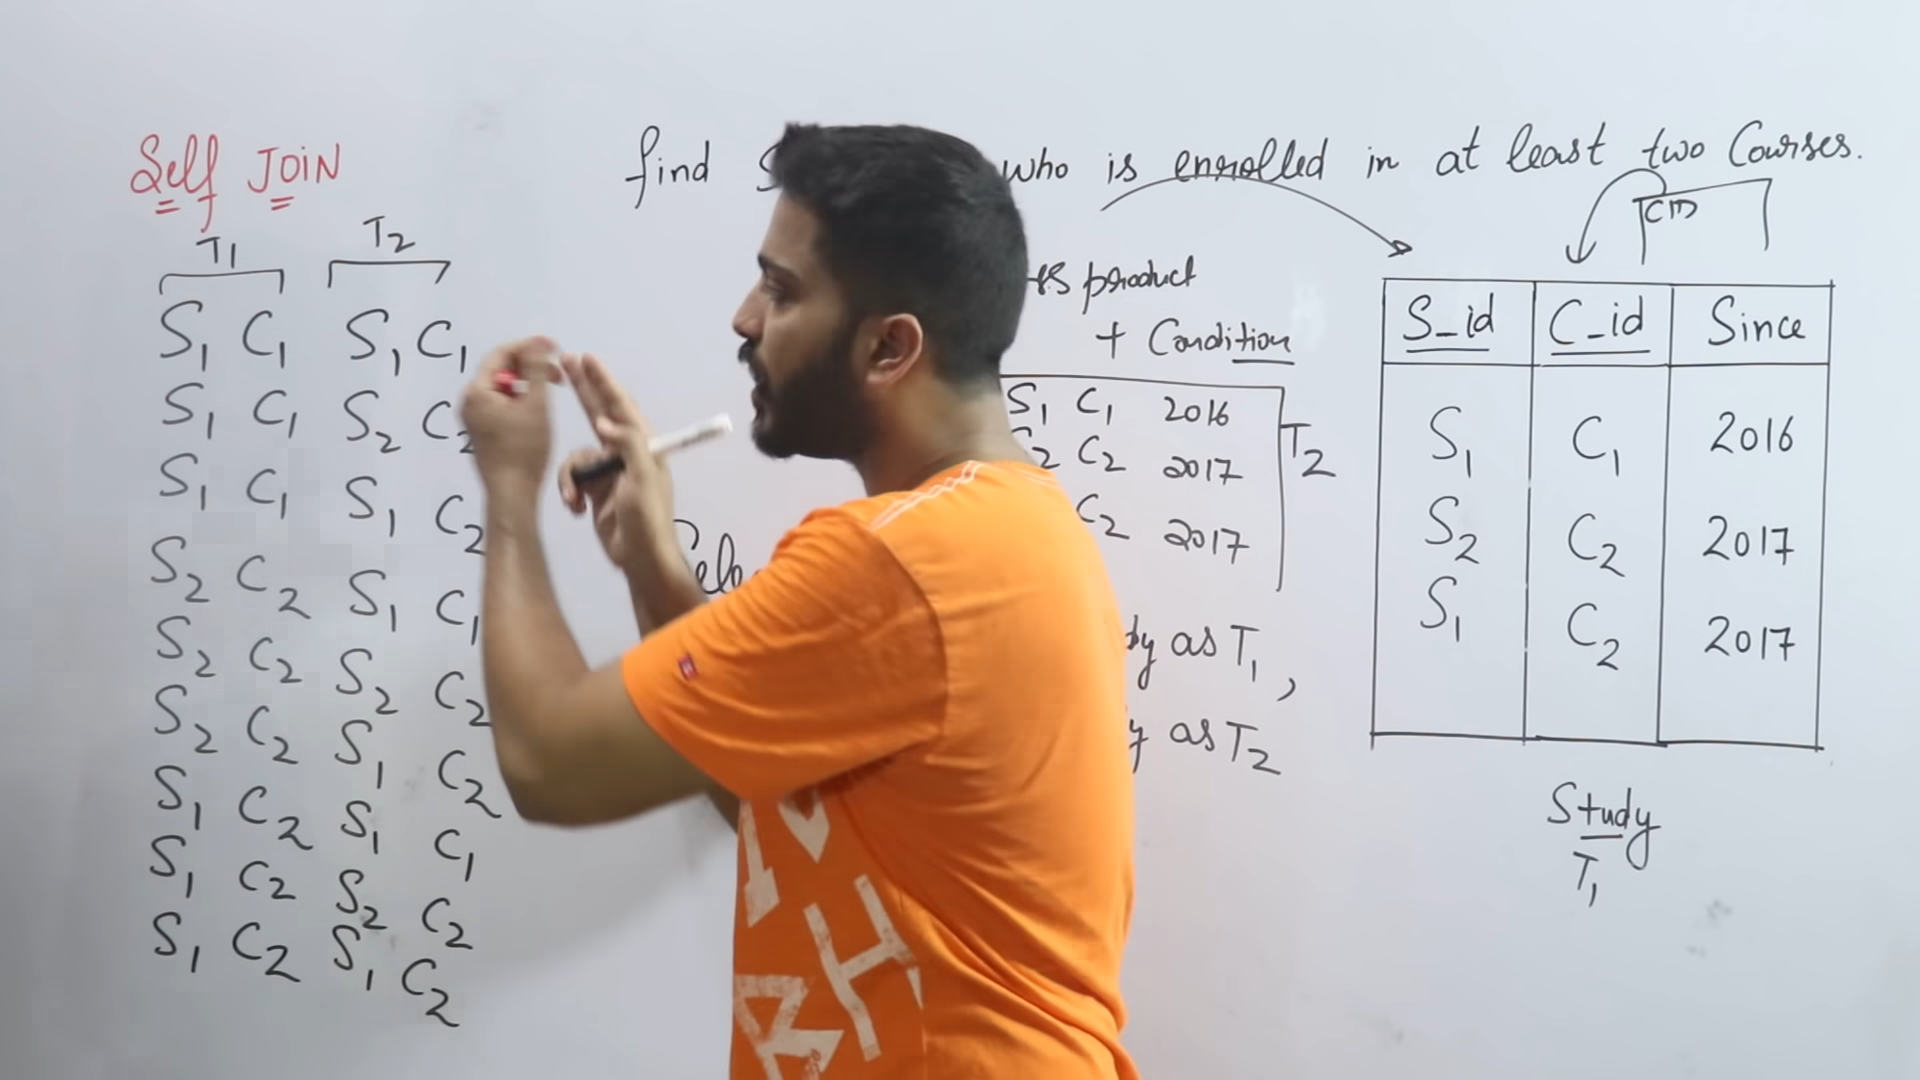 Self JOIN
find who is enrolled in at least two Courses.
T1 T2
S1 C1 S1 C1
S1 C1 S2 C2
S1 C1 S1 C2
S2 C2 S1 C1
S2 C2 S2 C2
S2 C2 S1 C2
S1 C2 S1 C1
S1 C2 S2 C2
S1 C2 S1 C2
product
+ Condition
S1 C1 2016
2 C2 2017
C2 2017
T2
as T1,
as T2
S_id C_id Since
S1 C1 2016
S2 C2 2017
S1 C2 2017
Study
T1